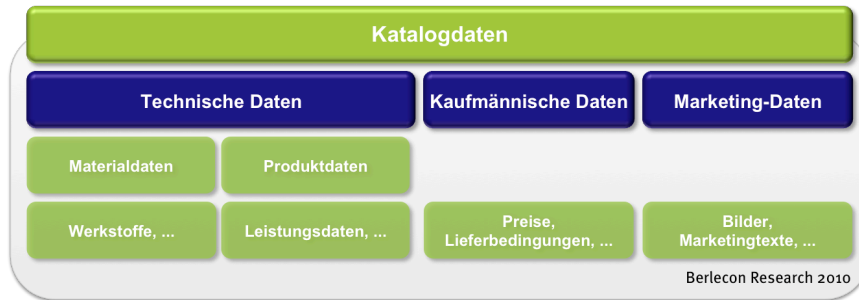 Katalogdaten
Technische Daten
Kaufmännische Daten
Marketing-Daten
Materialdaten
Produktdaten
Werkstoffe, ...
Leistungsdaten, ...
Preise,
Lieferbedingungen, ...
Bilder,
Marketingtexte, ...
Berlecon Research 2010